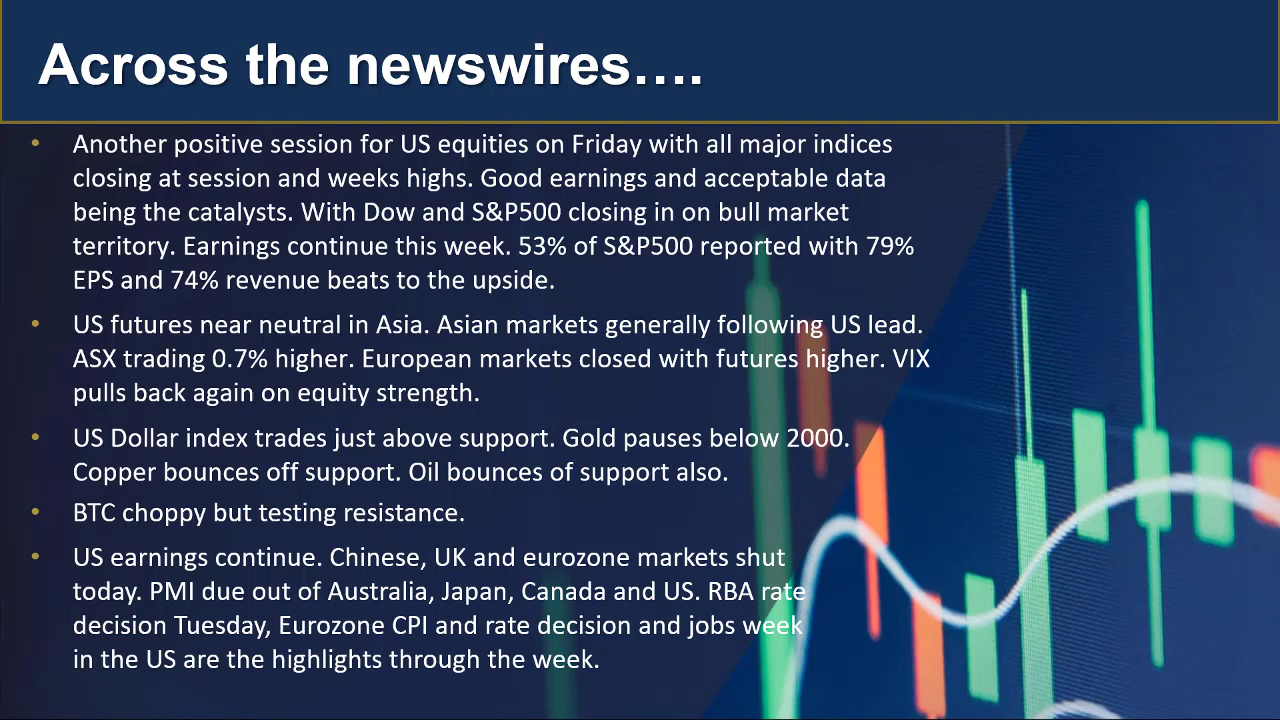 Across the newswires….
• Another positive session for US equities on Friday with all major indices
closing at session and weeks highs. Good earnings and acceptable data
being the catalysts. With Dow and S&P500 closing in on bull market
territory. Earnings continue this week. 53% of S&P500 reported with 79%
EPS and 74% revenue beats to the upside.
• US futures near neutral in Asia. Asian markets generally following US lead.
ASX trading 0.7% higher. European markets closed with futures higher. VIX
pulls back again on equity strength.
• US Dollar index trades just above support. Gold pauses below 2000.
Copper bounces off support. Oil bounces of support also.
• BTC choppy but testing resistance.
• US earnings continue. Chinese, UK and eurozone markets shut
today. PMI due out of Australia, Japan, Canada and US. RBA rate
decision Tuesday, Eurozone CPI and rate decision and jobs week
in the US are the highlights through the week.